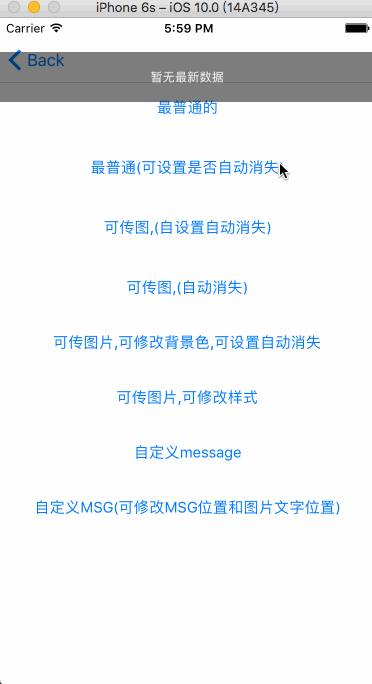 iPhone 6s – iOS 10.0 (14A345)
Carrier 5:59 PM
Back
暂无最新数据
最普通的
最普通(可设置是否自动消失)
可传图,(自设置自动消失)
可传图,(自动消失)
可传图片,可修改背景色,可设置自动消失
可传图片,可修改样式
自定义message
自定义MSG(可修改MSG位置和图片文字位置)